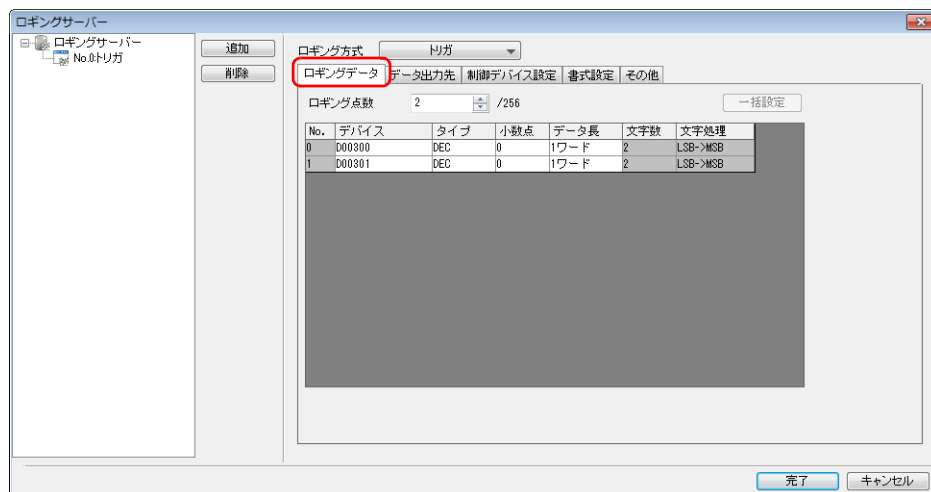 ロギングサーバー
ロギングサーバー
No.0:トリガ
追加
削除
ロギング方式 トリガ
ロギングデータ データ出力先 制御デバイス設定 書式設定 その他
ロギング点数 2 /256 一括設定
No. デバイス タイプ 小数点 データ長 文字数 文字処理
0 D00300 DEC 0 1ワード 2 LSB->MSB
1 D00301 DEC 0 1ワード 2 LSB->MSB
完了 キャンセル